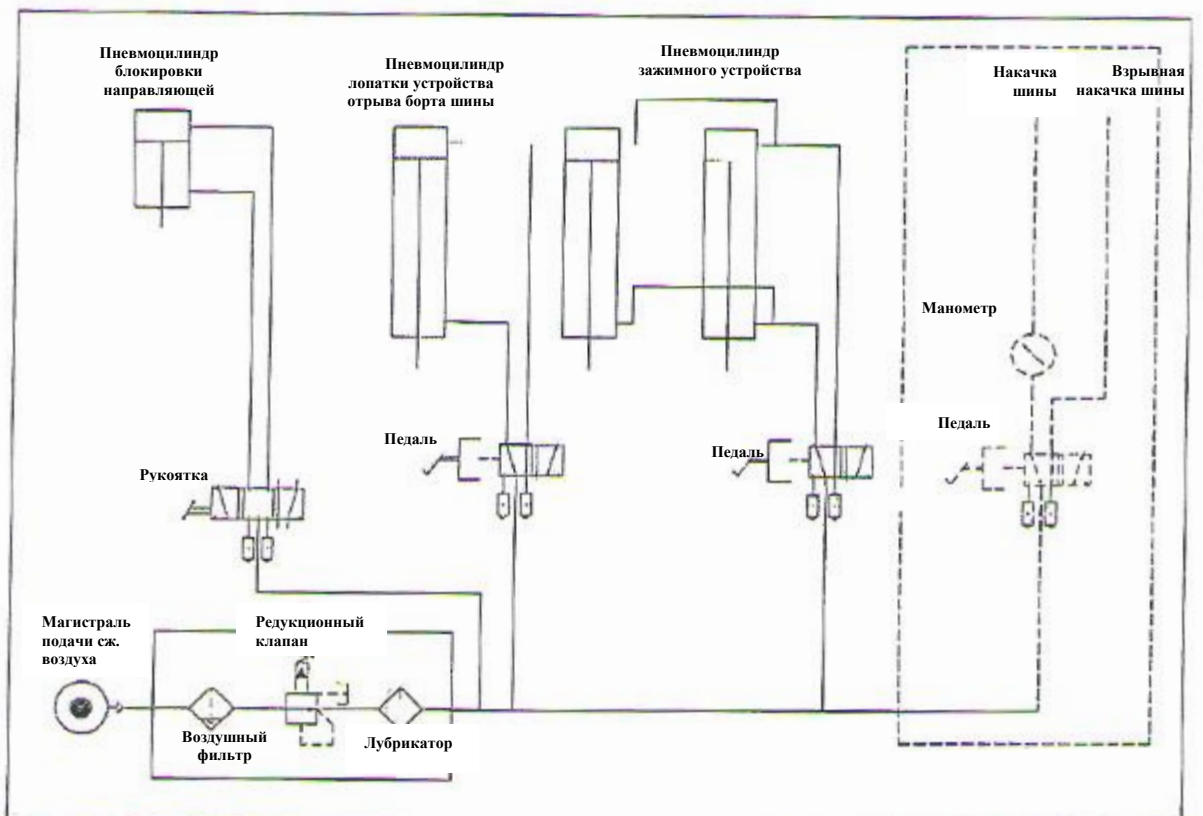 Пневмоцилиндр
блокировки
направляющей
Пневмоцилиндр
лопатки устройства
отрыва борта шины
Пневмоцилиндр
зажимного устройства
Накачка
шины
Взрывная
накачка шины
Манометр
Педаль
Педаль
Педаль
Рукоятка
Магистраль
подачи сж.
воздуха
Редукционный
клапан
Воздушный
фильтр
Лубрикатор